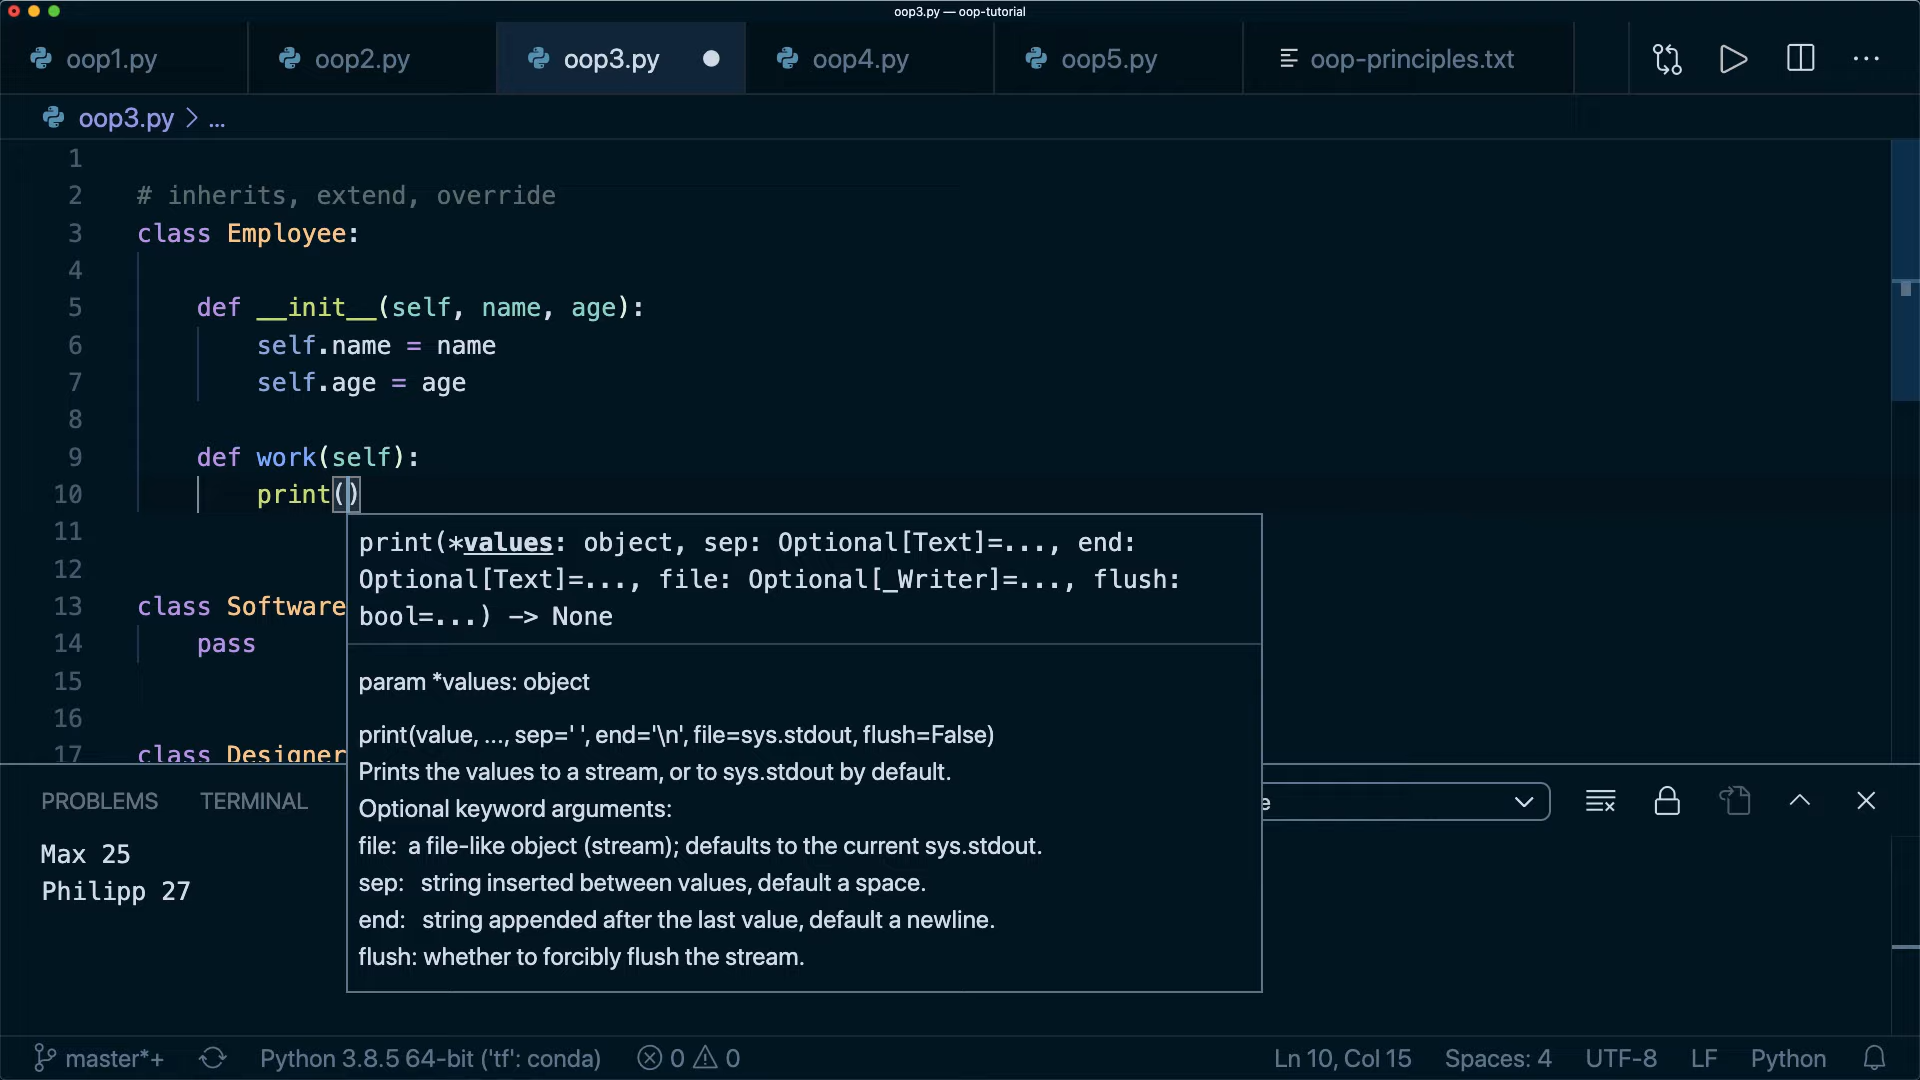 oop3.py — oop-tutorial
oop1.py
oop2.py
oop3.py
oop4.py
oop5.py
oop-principles.txt
oop3.py > ...
1
2 # inherits, extend, override
3 class Employee:
4
5 def __init__(self, name, age):
6 self.name = name
7 self.age = age
8
9 def work(self):
10 print()
11
12
13 class Software
14 pass
15
16
17 class Designer
print(*values: object, sep: Optional[Text]=..., end:
Optional[Text]=..., file: Optional[_Writer]=..., flush:
bool=...) -> None
param *values: object
print(value, ..., sep=' ', end='\n', file=sys.stdout, flush=False)
Prints the values to a stream, or to sys.stdout by default.
Optional keyword arguments:
file: a file-like object (stream); defaults to the current sys.stdout.
sep: string inserted between values, default a space.
end: string appended after the last value, default a newline.
flush: whether to forcibly flush the stream.
PROBLEMS TERMINAL
e
Max 25
Philipp 27
master*+ Python 3.8.5 64-bit ('tf': conda) 0 0 Ln 10, Col 15 Spaces: 4 UTF-8 LF Python